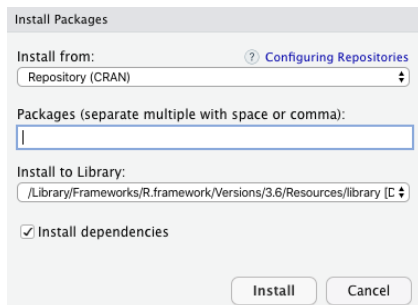 Install Packages
Install from:
? Configuring Repositories
Repository (CRAN)
Packages (separate multiple with space or comma):
Install to Library:
/Library/Frameworks/R.framework/Versions/3.6/Resources/library [D
Install dependencies
Install
Cancel